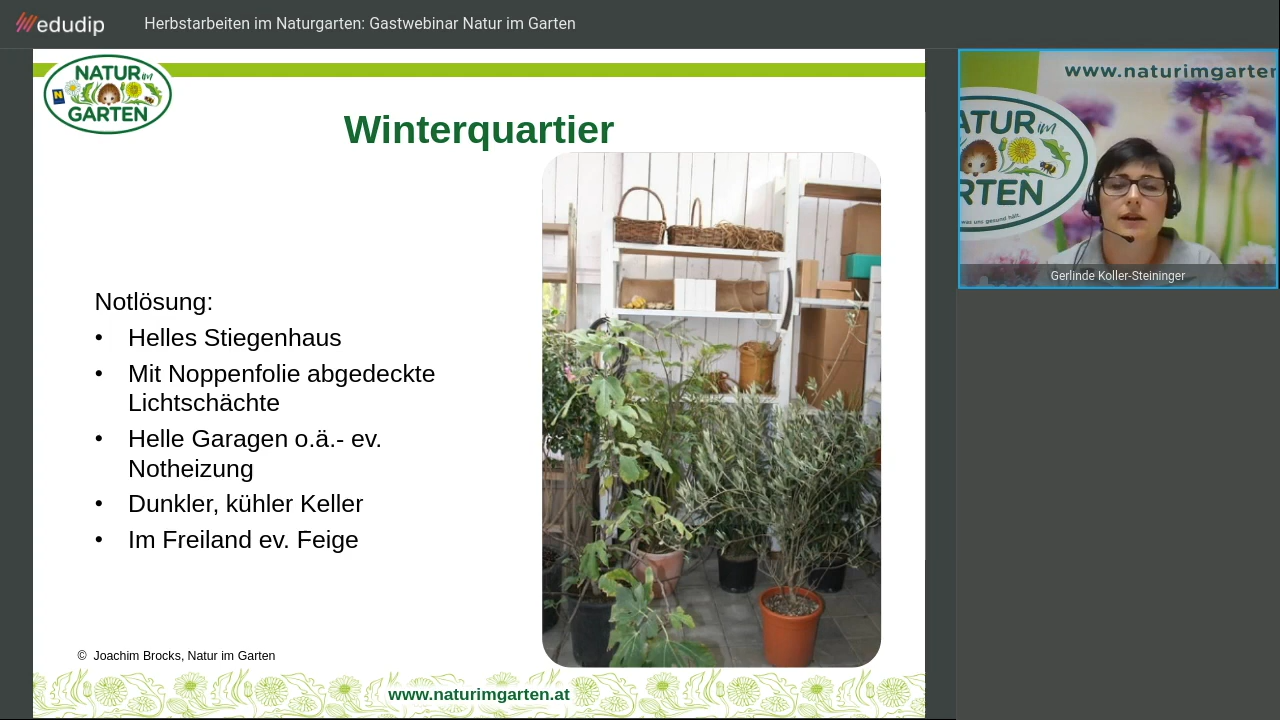 edudip
Herbstarbeiten im Naturgarten: Gastwebinar Natur im Garten
NATUR im
GARTEN
Winterquartier
www.naturimgarten
NATUR im
GARTEN
Gerlinde Koller-Steininger
Notlösung:
• Helles Stiegenhaus
• Mit Noppenfolie abgedeckte
Lichtschächte
• Helle Garagen o.ä.- ev.
Notheizung
• Dunkler, kühler Keller
• Im Freiland ev. Feige
© Joachim Brocks, Natur im Garten
www.naturimgarten.at